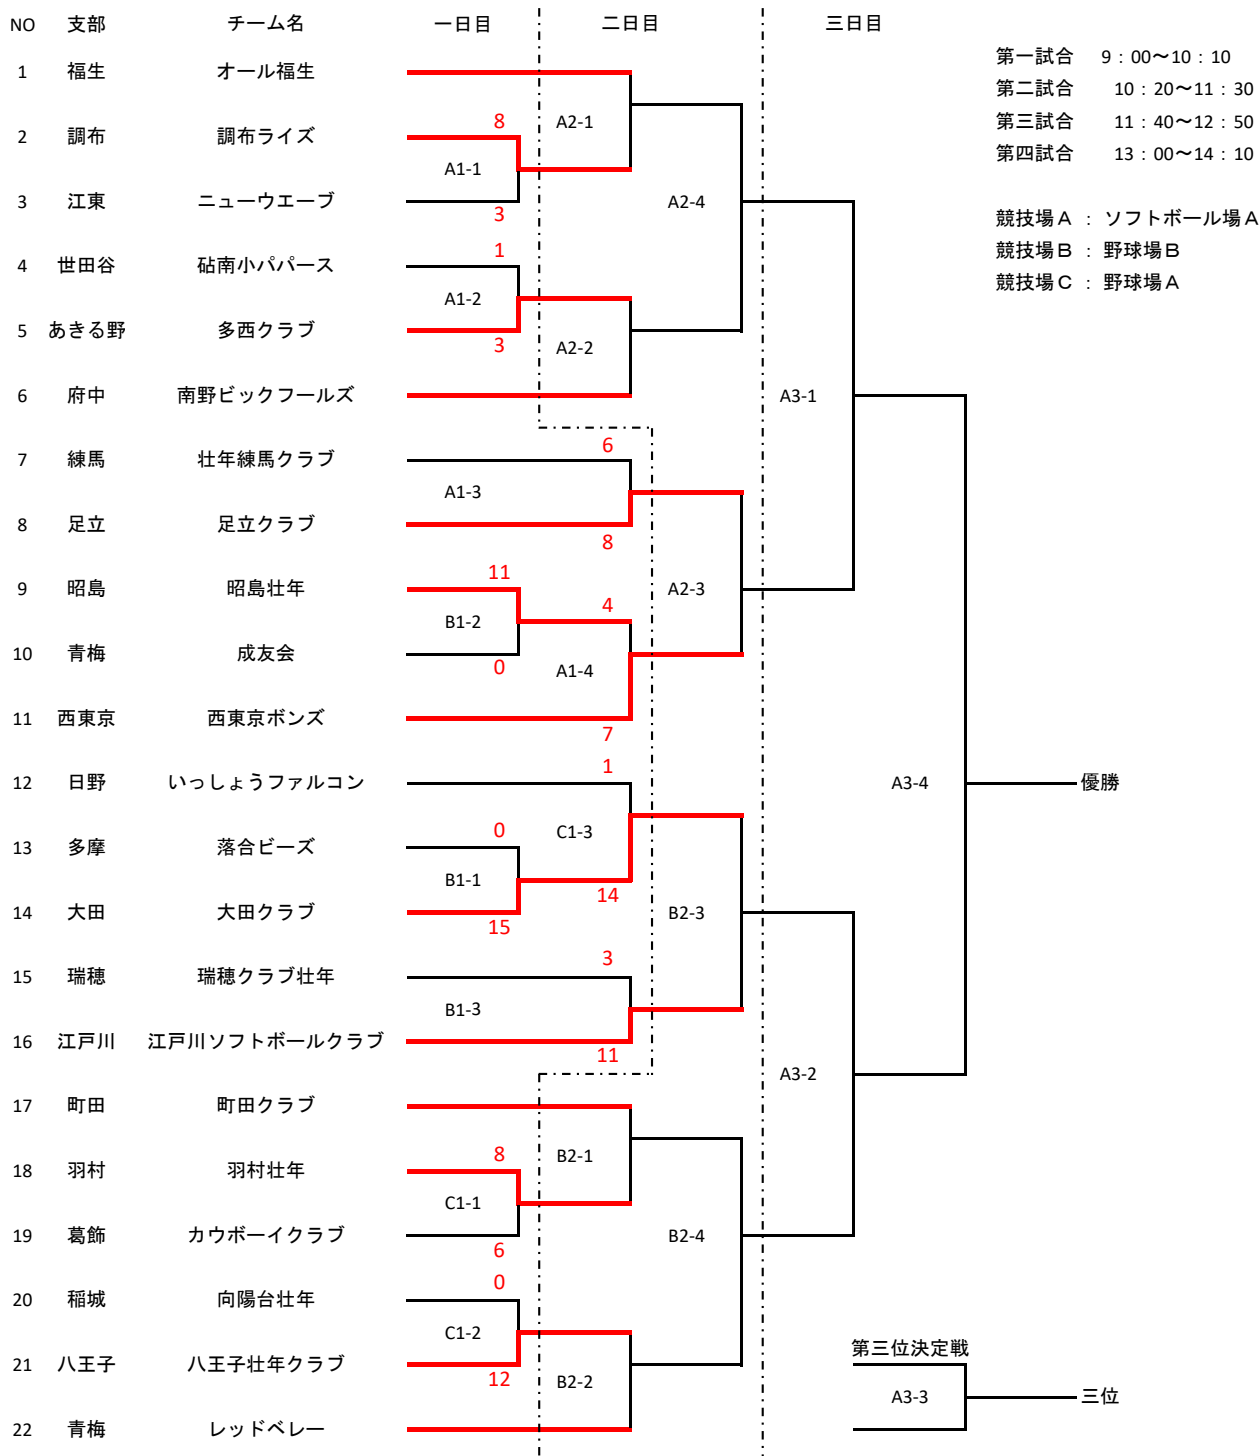 NO 支部 チーム名 一日目 二日目 三日目
第一試合 9：00～10：10
1 福生 オール福生
第二試合 10：20～11：30
8 A2-1 第三試合 11：40～12：50
2 調布 調布ライズ
第四試合 13：00～14：10
A1-1
3 江東 ニューウエーブ A2-4
3 競技場A ： ソフトボール場A
1 競技場B ： 野球場B
4 世田谷 砧南小パパース
競技場C ： 野球場A
A1-2
5 あきる野 多西クラブ
3 A2-2
6 府中 南野ビックフールズ A3-1
6
7 練馬 壮年練馬クラブ
A1-3
8 足立 足立クラブ
8
11
9 昭島 昭島壮年 A2-3
4
B1-2
10 青梅 成友会
0 A1-4
11 西東京 西東京ボンズ
7
1
12 日野 いっしょうファルコン A3-4 優勝
0 C1-3
13 多摩 落合ビーズ
B1-1
14
14 大田 大田クラブ B2-3
15
3
15 瑞穂 瑞穂クラブ壮年
B1-3
16 江戸川 江戸川ソフトボールクラブ
11
A3-2
17 町田 町田クラブ
8 B2-1
18 羽村 羽村壮年
C1-1
19 葛飾 カウボーイクラブ B2-4
6
0
20 稲城 向陽台壮年
C1-2
第三位決定戦
21 八王子 八王子壮年クラブ
12 B2-2
A3-3 三位
22 青梅 レッドベレー